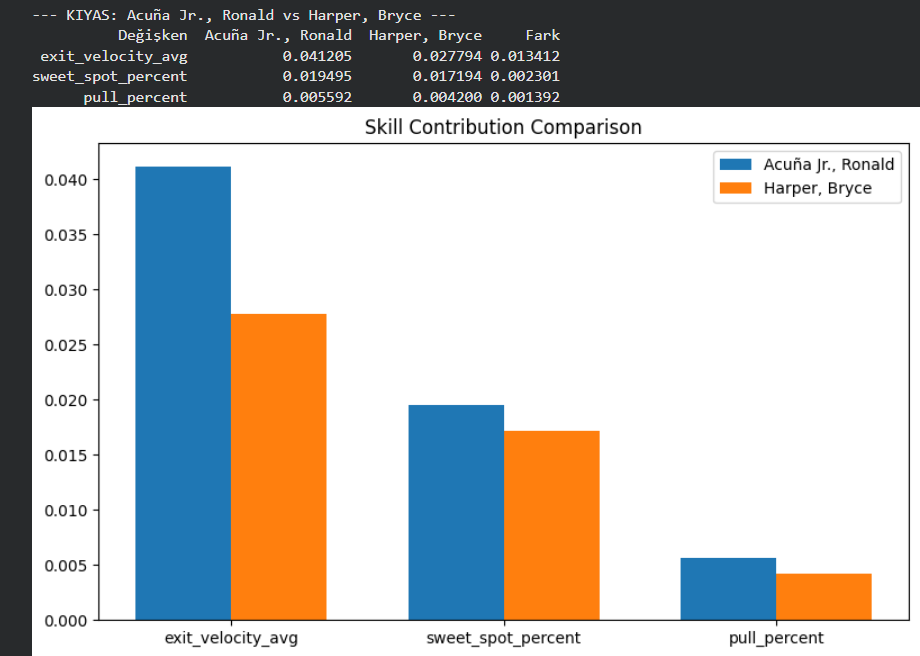 --- KIYAS: Acuña Jr., Ronald vs Harper, Bryce ---
Değişken Acuña Jr., Ronald Harper, Bryce Fark
exit_velocity_avg 0.041205 0.027794 0.013412
sweet_spot_percent 0.019495 0.017194 0.002301
pull_percent 0.005592 0.004200 0.001392
Skill Contribution Comparison
Acuña Jr., Ronald
Harper, Bryce
0.040
0.035
0.030
0.025
0.020
0.015
0.010
0.005
0.000
exit_velocity_avg sweet_spot_percent pull_percent